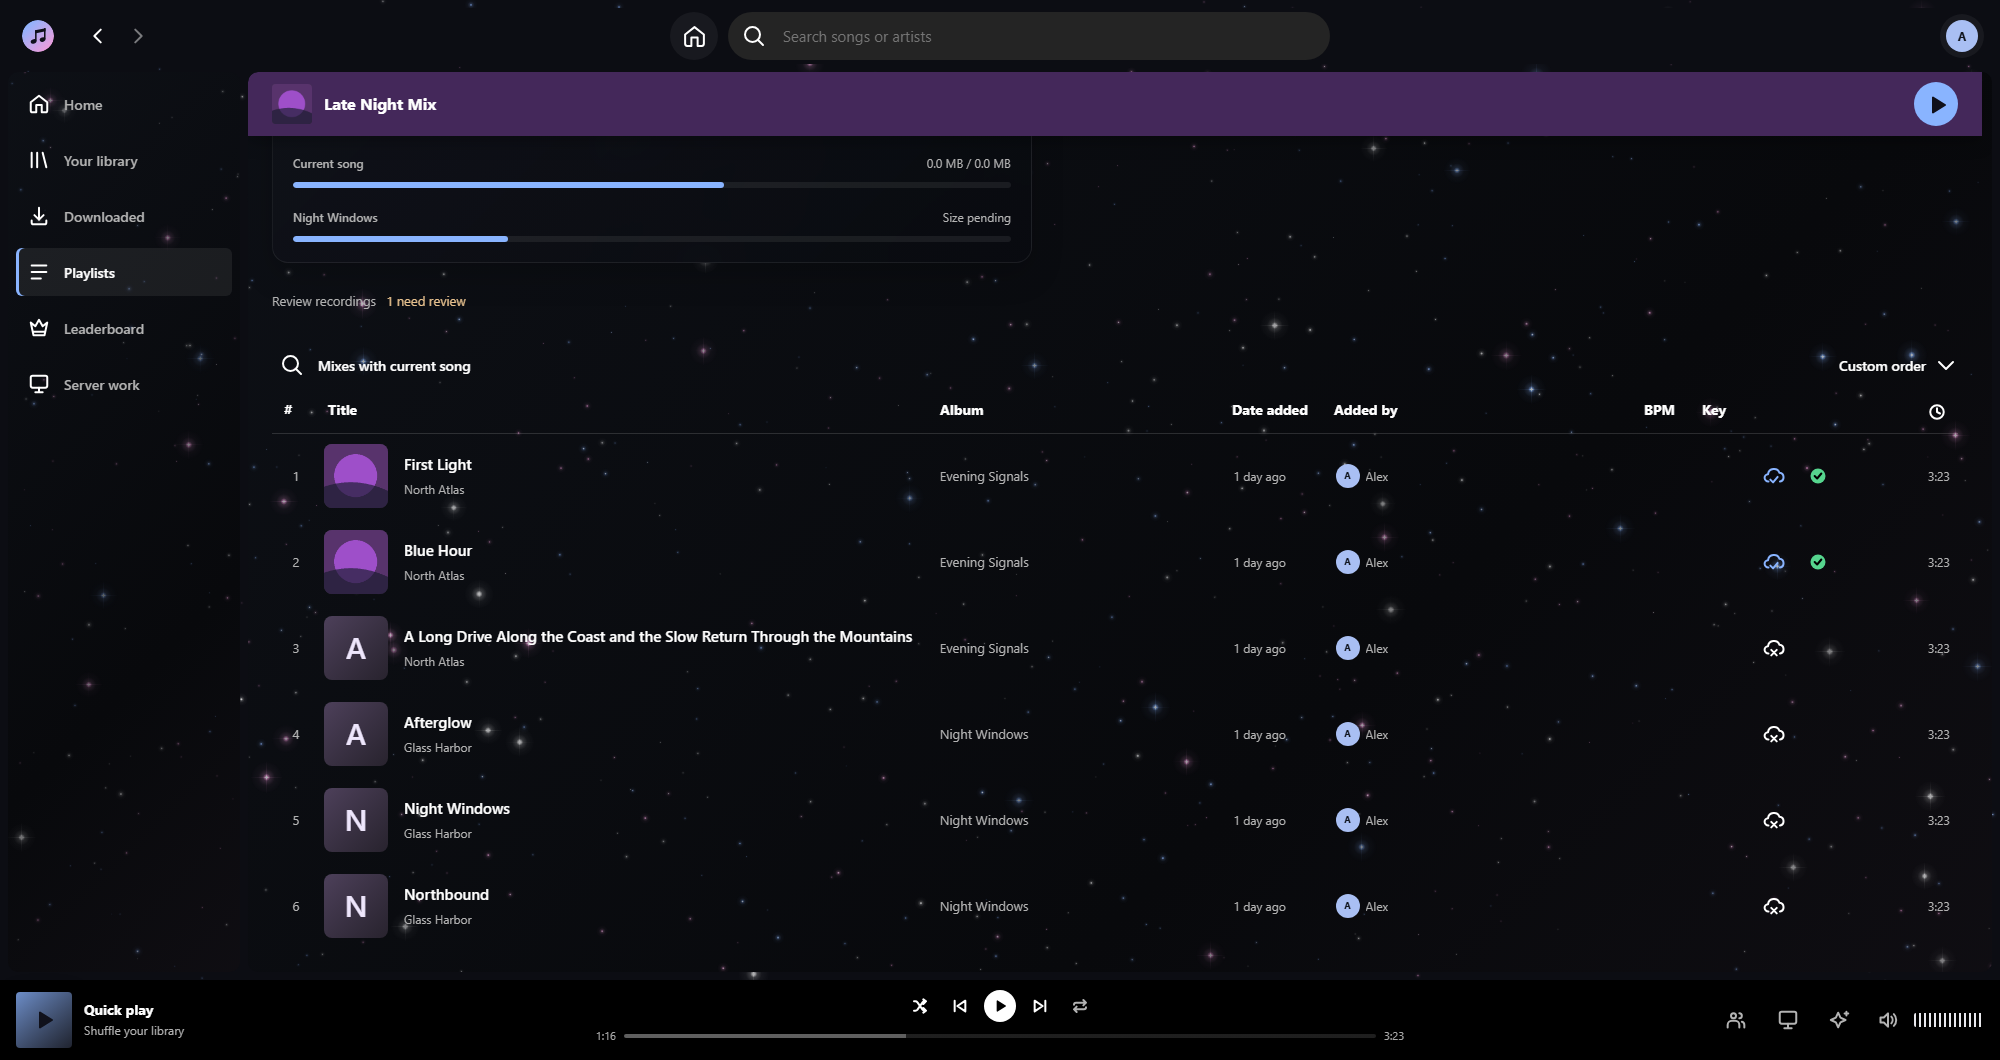 A
Search songs or artists
Home
Your library
Downloaded
Playlists
Leaderboard
Server work
Late Night Mix
Current song 0.0 MB / 0.0 MB
Night Windows Size pending
Review recordings 1 need review
Mixes with current song Custom order
# Title Album Date added Added by BPM Key
1 First Light Evening Signals 1 day ago A Alex 3:23
North Atlas
2 Blue Hour Evening Signals 1 day ago A Alex 3:23
North Atlas
3 A A Long Drive Along the Coast and the Slow Return Through the Mountains Evening Signals 1 day ago A Alex 3:23
North Atlas
4 A Afterglow Night Windows 1 day ago A Alex 3:23
Glass Harbor
5 N Night Windows Night Windows 1 day ago A Alex 3:23
Glass Harbor
6 N Northbound Night Windows 1 day ago A Alex 3:23
Glass Harbor
Quick play
Shuffle your library
1:16 3:23